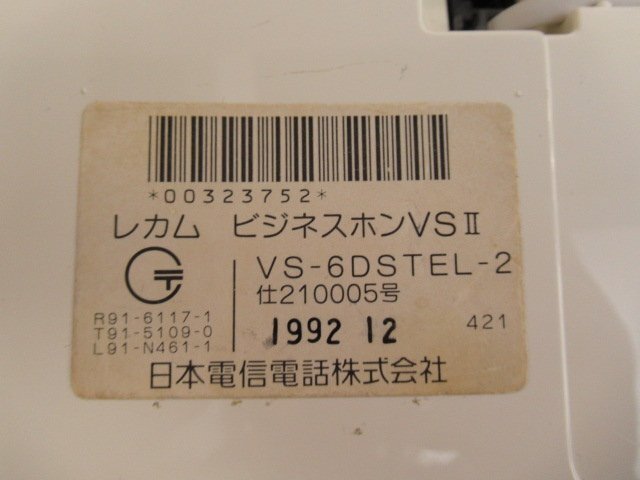 *00323752*
レカム ビジネスホンVSⅡ
VS-6DSTEL-2
仕210005号
R91-6117-1
T91-5109-0
L91-N461-1
1992 12
421
日本電信電話株式会社